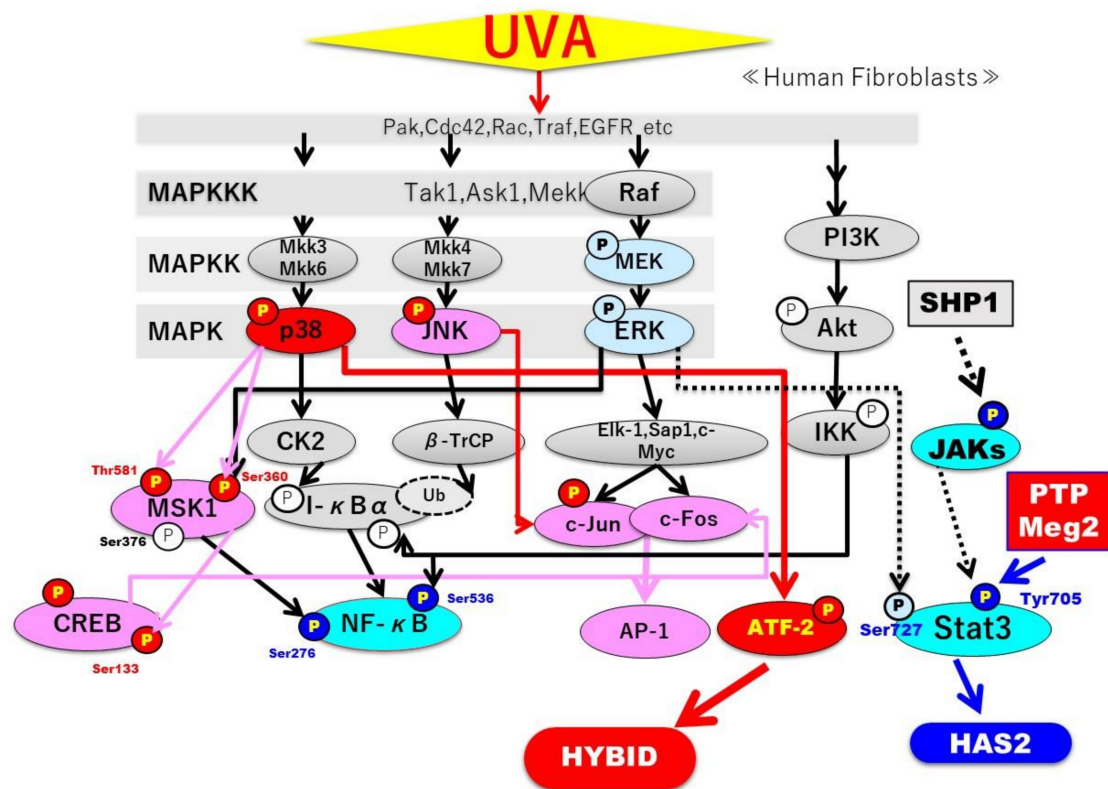 UVA
≪Human Fibroblasts≫
Pak,Cdc42,Rac,Traf,EGFR etc
MAPKKK
Tak1,Ask1,Mekk
Raf
MAPKK
Mkk3
Mkk6
Mkk4
Mkk7
P
MEK
PI3K
MAPK
P
p38
P
JNK
P
ERK
P
Akt
SHP1
CK2
β-TrCP
Elk-1,Sap1,c-
Myc
P
IKK
P
JAKs
Thr581
P
P
Ser360
MSK1
P
Ser376
P
I-κBα
Ub
P
P
c-Jun
c-Fos
PTP
Meg2
P
CREB
P
Ser133
P
Ser276
NF-κB
P
Ser536
AP-1
ATF-2
P
P
Ser727
P
Tyr705
Stat3
HYBID
HAS2